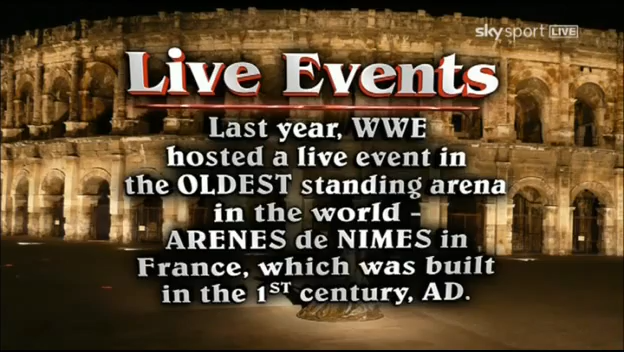 sky sport LIVE
Live Events
Last year, WWE
hosted a live event in
the OLDEST standing arena
in the world -
ARENES de NIMES in
France, which was built
in the 1ST century, AD.